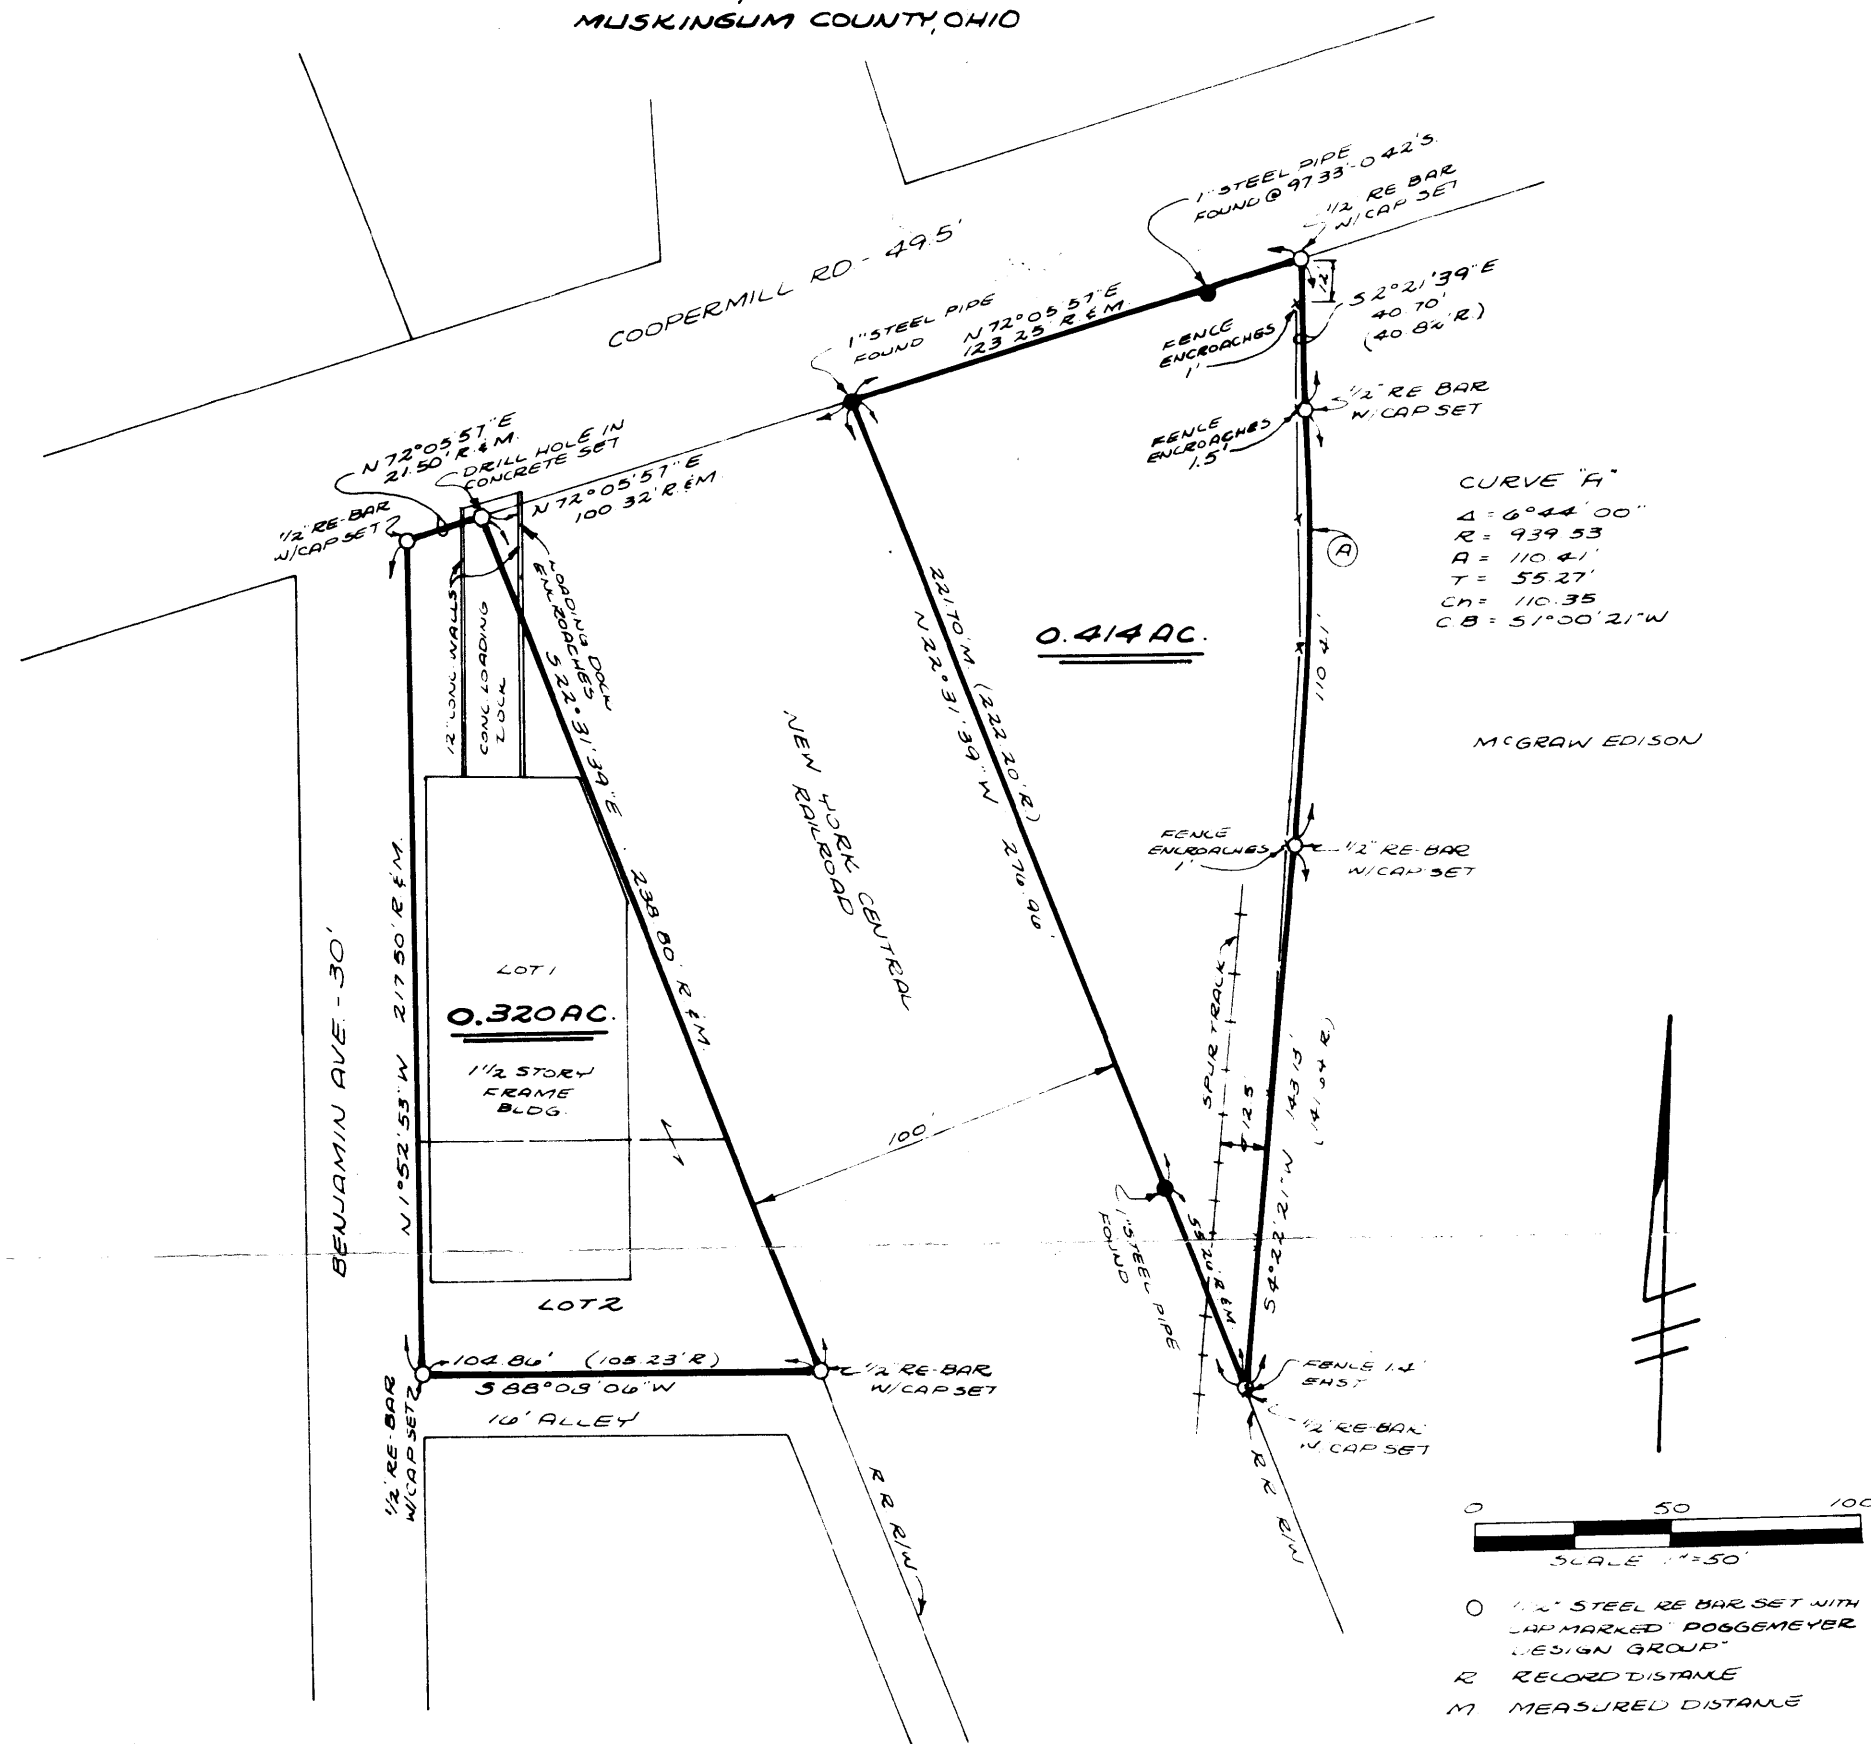 MUSKINGUM COUNTY, OHIO
COOPERMILL RD - 49.5'
1" STEEL PIPE
FOUND @ 97.33'-0.42'S.
1/2 RE BAR
W/CAP SET
12'
S 2°21'39"E
40.70'
(40.82'R.)
1" STEEL PIPE
FOUND
N 72°05'57"E
123.25' R.&M.
FENCE
ENCROACHES
1'
1/2" RE BAR
W/CAP SET
FENCE
ENCROACHES
1.5'
N 72°05'57"E
21.50' R.&M.
DRILL HOLE IN
CONCRETE SET
N 72°05'57"E
100.32' R.&M.
1/2" RE-BAR
W/CAP SET
CURVE "A"
Δ = 6°44'00"
R = 939.53
A = 110.41'
T = 55.27'
Ch = 110.35
C.B = S1°00'21"W
A
110.41'
12" CONC. WALLS
CONC. LOADING
DOCK
LOADING DOCK
ENCROACHES
S 22°31'39"E 238.80' R.&M.
221.70' M. (222.20' R.)
N 22°31'39"W 276.96'
0.414 AC.
MCGRAW EDISON
NEW YORK CENTRAL
RAILROAD
FENCE
ENCROACHES
1'
1/2" RE-BAR
W/CAP SET
BENJAMIN AVE. - 30'
N 1°52'53"W 217.50' R.&M.
LOT 1
0.320 AC.
1 1/2 STORY
FRAME
BLDG.
100'
SPUR TRACK
12.5
S 4°22'21"W 143.13'
(141.04 R.)
1" STEEL PIPE
FOUND
55.26' R.&M.
LOT 2
104.86' (105.23'R)
S 88°08'06"W
1/2" RE-BAR
W/CAP SET
1/2" RE-BAR
W/CAP SET
16' ALLEY
FENCE 1.4'
EAST
1/2" RE-BAR
W. CAP SET
R R R/W
R R R/W
0 50 100
SCALE 1"=50'
1/2" STEEL RE BAR SET WITH
CAP MARKED "POGGEMEYER
DESIGN GROUP"
R RECORD DISTANCE
M MEASURED DISTANCE